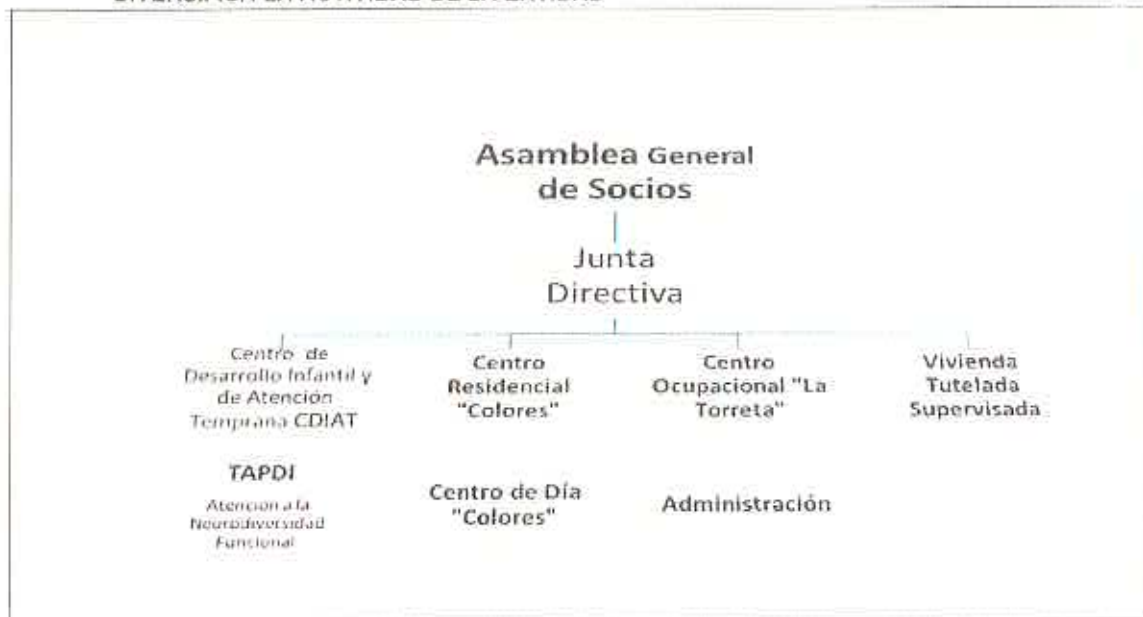 Asamblea General
de Socios
Junta
Directiva
Centro de
Desarrollo Infantil y
de Atención
Temprana CDIAT
Centro
Residencial
"Colores"
Centro
Ocupacional "La
Torreta"
Vivienda
Tutelada
Supervisada
TAPDI
Atención a la
Neurodiversidad
Funcional
Centro de Día
"Colores"
Administración